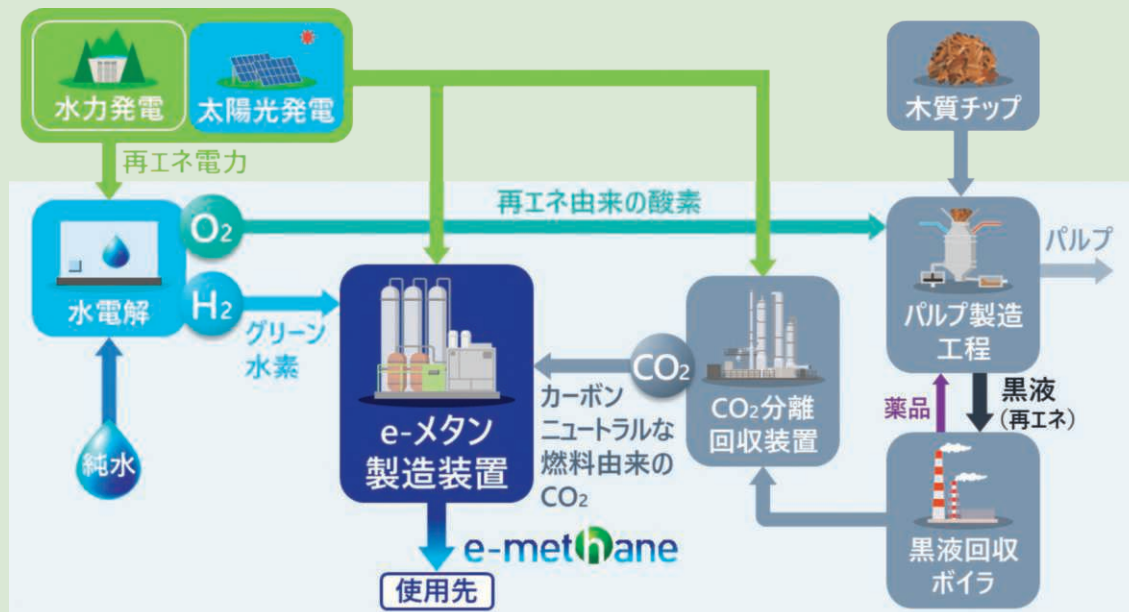 水力発電
太陽光発電
木質チップ
再エネ電力
O₂
再エネ由来の酸素
パルプ
水電解
H₂
グリーン
水素
パルプ製造
工程
CO₂
カーボン
ニュートラルな
燃料由来の
CO₂
CO₂分離
回収装置
薬品
黒液
(再エネ)
純水
e-メタン
製造装置
e-methane
黒液回収
ボイラ
使用先